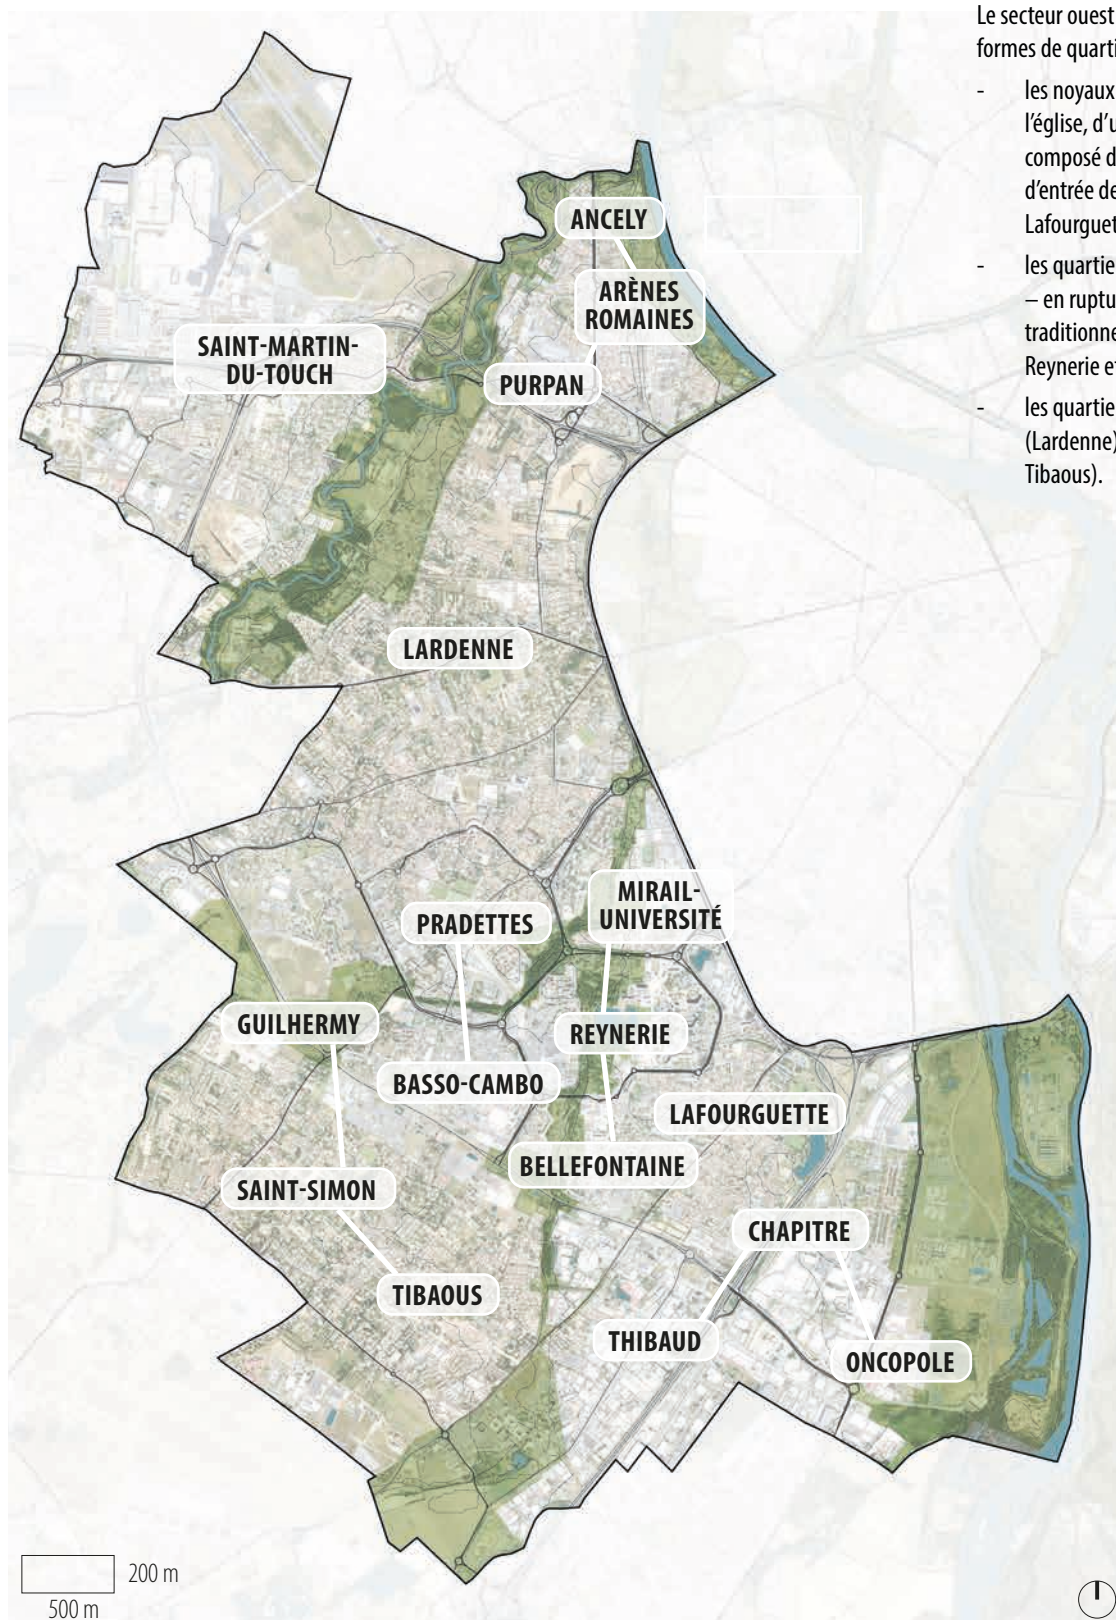 Le secteur ouest
formes de quarti
- les noyaux
l’église, d’u
composé d
d’entrée de
Lafourguet
- les quartie
– en ruptu
traditionne
Reynerie e
- les quartie
(Lardenne)
Tibaous).
ANCELY
ARÈNES
ROMAINES
SAINT-MARTIN-
DU-TOUCH
PURPAN
LARDENNE
MIRAIL-
UNIVERSITÉ
PRADETTES
GUILHERMY
REYNERIE
BASSO-CAMBO
LAFOURGUETTE
BELLEFONTAINE
SAINT-SIMON
CHAPITRE
TIBAOUS
THIBAUD
ONCOPOLE
200 m
500 m